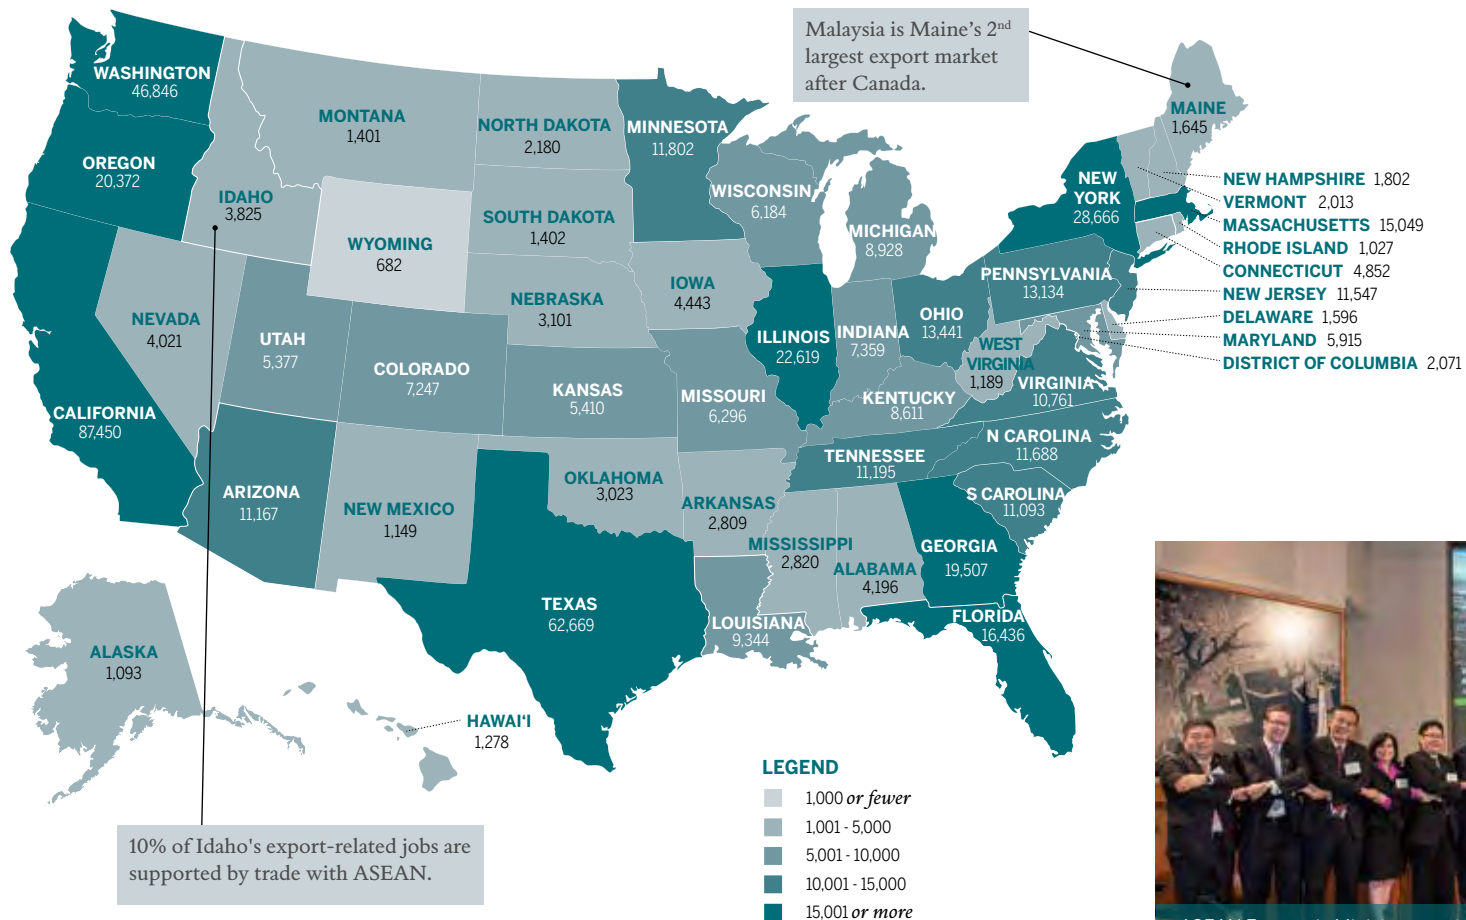 Malaysia is Maine's 2nd
largest export market
after Canada.
WASHINGTON
46,846
OREGON
20,372
CALIFORNIA
87,450
IDAHO
3,825
NEVADA
4,021
MONTANA
1,401
WYOMING
682
UTAH
5,377
COLORADO
7,247
ARIZONA
11,167
NEW MEXICO
1,149
NORTH DAKOTA
2,180
SOUTH DAKOTA
1,402
NEBRASKA
3,101
KANSAS
5,410
OKLAHOMA
3,023
TEXAS
62,669
MINNESOTA
11,802
IOWA
4,443
MISSOURI
6,296
ARKANSAS
2,809
LOUISIANA
9,344
WISCONSIN
6,184
ILLINOIS
22,619
MICHIGAN
8,928
INDIANA
7,359
OHIO
13,441
KENTUCKY
8,611
TENNESSEE
11,195
MISSISSIPPI
2,820
ALABAMA
4,196
GEORGIA
19,507
FLORIDA
16,436
S CAROLINA
11,093
N CAROLINA
11,688
VIRGINIA
10,761
WEST
VIRGINIA
1,189
PENNSYLVANIA
13,134
NEW
YORK
28,666
MAINE
1,645
NEW HAMPSHIRE 1,802
VERMONT 2,013
MASSACHUSETTS 15,049
RHODE ISLAND 1,027
CONNECTICUT 4,852
NEW JERSEY 11,547
DELAWARE 1,596
MARYLAND 5,915
DISTRICT OF COLUMBIA 2,071
ALASKA
1,093
HAWAI'I
1,278
10% of Idaho's export-related jobs are
supported by trade with ASEAN.
LEGEND
1,000 or fewer
1,001 - 5,000
5,001 - 10,000
10,001 - 15,000
15,001 or more